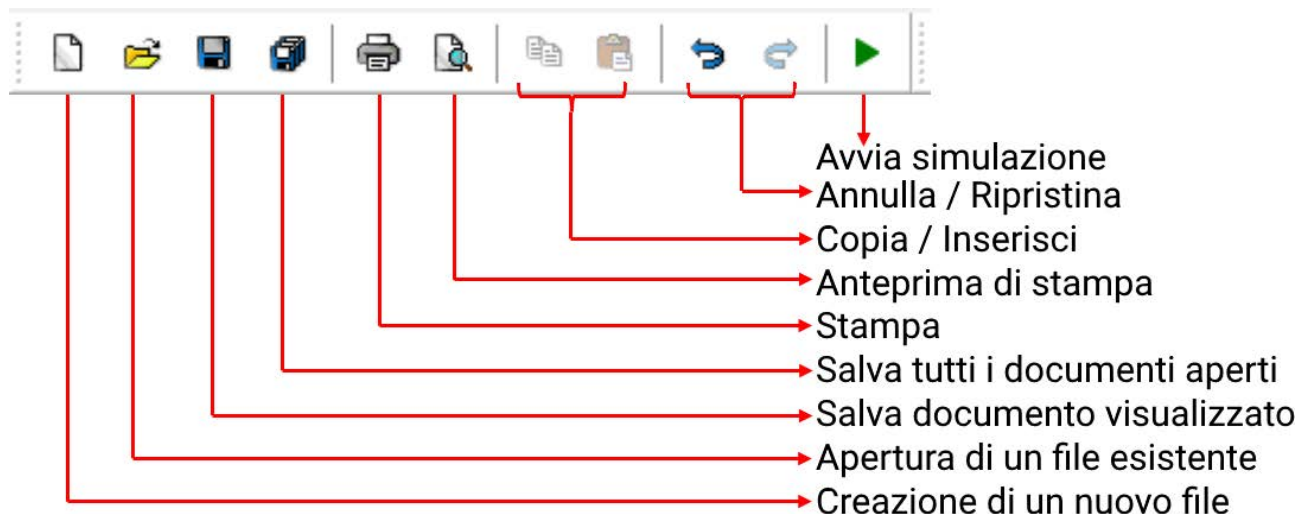 Avvia simulazione
Annulla / Ripristina
Copia / Inserisci
Anteprima di stampa
Stampa
Salva tutti i documenti aperti
Salva documento visualizzato
Apertura di un file esistente
Creazione di un nuovo file